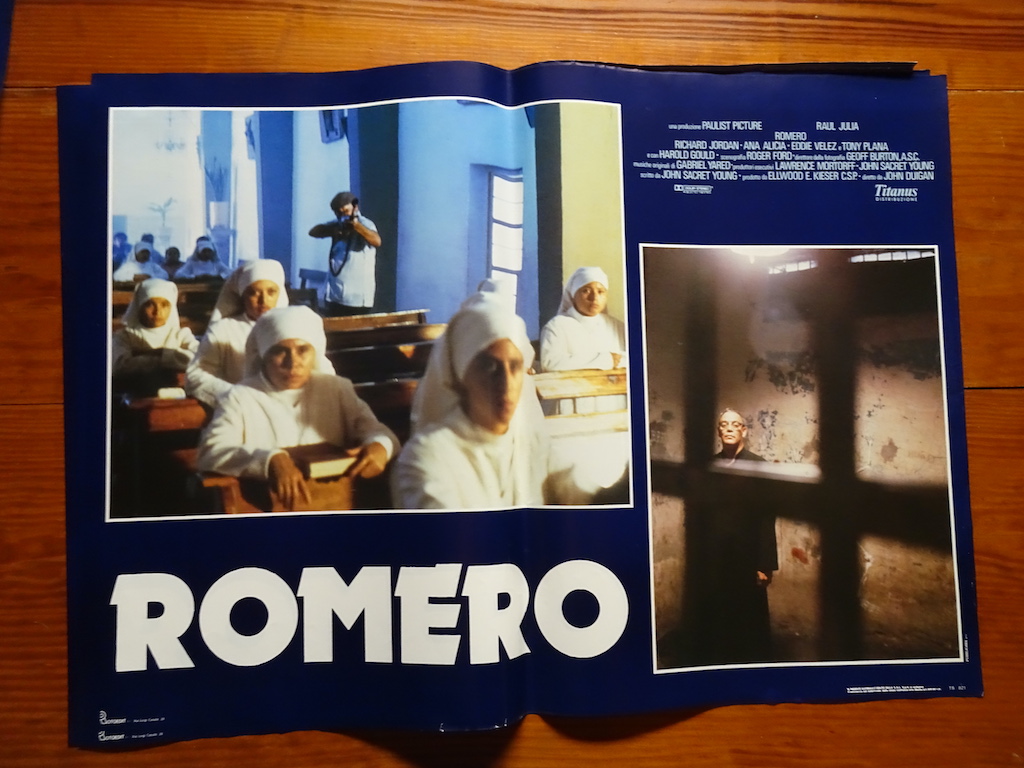 una produzione PAULIST PICTURE RAUL JULIA
ROMERO
RICHARD JORDAN · ANA ALICIA · EDDIE VELEZ e TONY PLANA
e con HAROLD GOULD · scenografia ROGER FORD · direttore della fotografia GEOFF BURTON, A.S.C.
musiche originali di GABRIEL YARED · produttori esecutivi LAWRENCE MORTORFF · JOHN SACRET YOUNG
scritto da JOHN SACRET YOUNG · prodotto da ELLWOOD E. KIESER C.S.P. · diretto da JOHN DUIGAN
DOLBY STEREO
Titanus
DISTRIBUZIONE
ROMERO